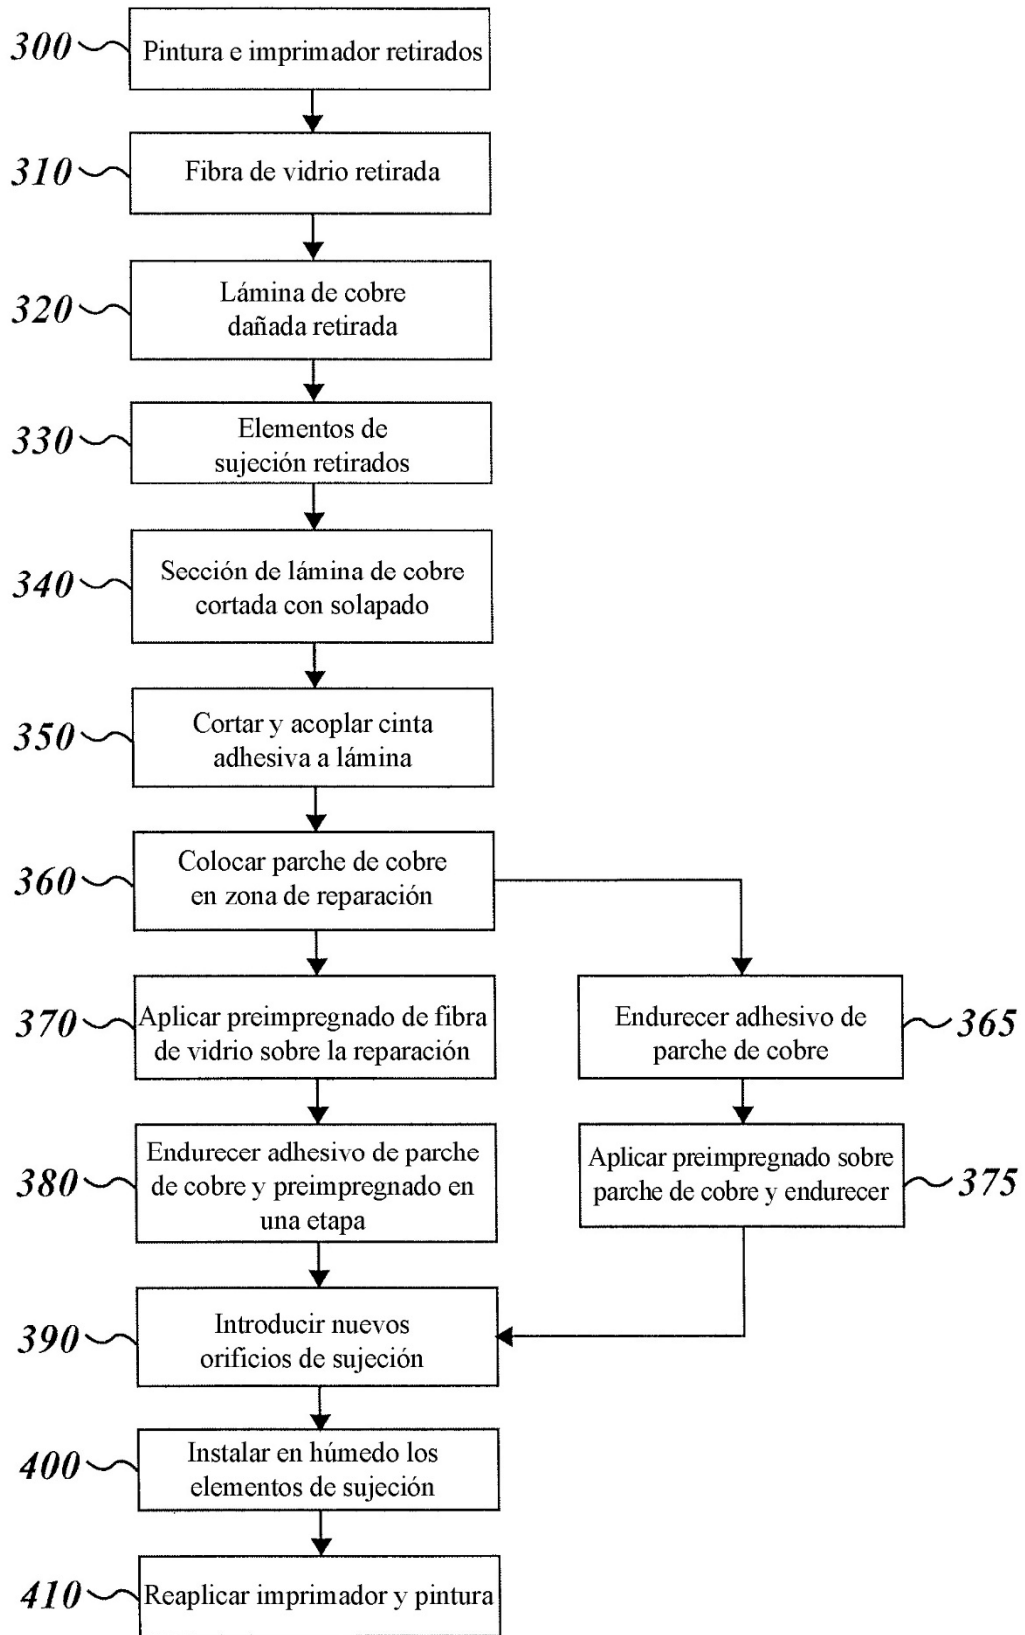 300
Pintura e imprimador retirados
310
Fibra de vidrio retirada
320
Lámina de cobre
dañada retirada
330
Elementos de
sujeción retirados
340
Sección de lámina de cobre
cortada con solapado
350
Cortar y acoplar cinta
adhesiva a lámina
360
Colocar parche de cobre
en zona de reparación
370
Aplicar preimpregnado de fibra
de vidrio sobre la reparación
Endurecer adhesivo de
parche de cobre
365
380
Endurecer adhesivo de parche
de cobre y preimpregnado en
una etapa
Aplicar preimpregnado sobre
parche de cobre y endurecer
375
390
Introducir nuevos
orificios de sujeción
400
Instalar en húmedo los
elementos de sujeción
410
Reaplicar imprimador y pintura